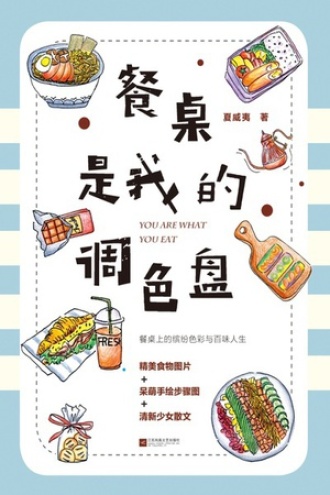 餐桌
夏威夷 著
是我的
YOU ARE WHAT
YOU EAT
调色盘
餐桌上的缤纷色彩与百味人生
FRESH
精美食物图片
+
呆萌手绘步骤图
+
清新少女散文